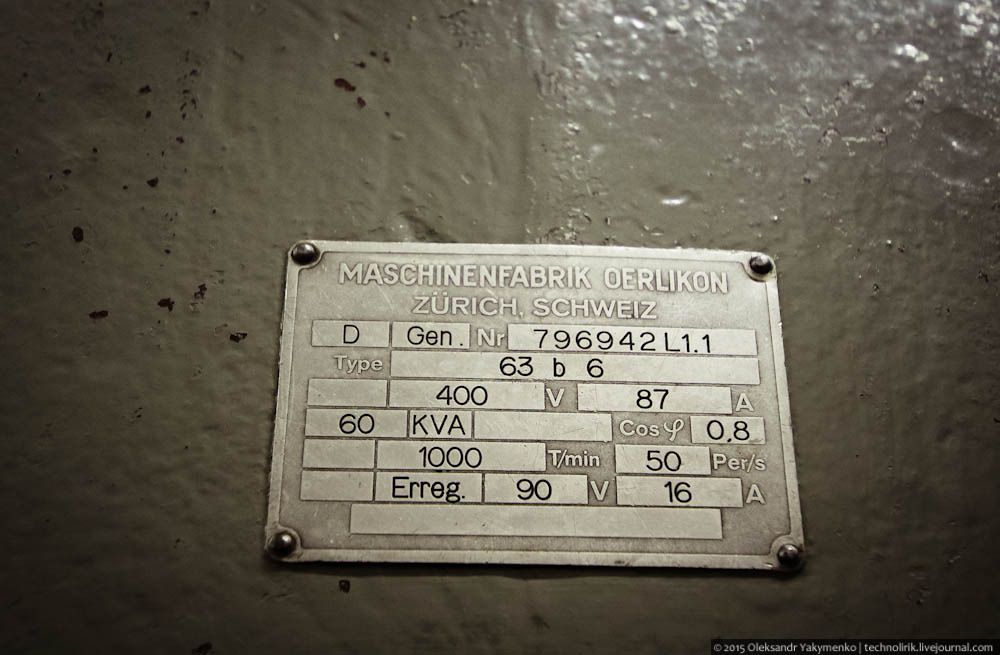 MASCHINENFABRIK OERLIKON
ZÜRICH, SCHWEIZ
D Gen. Nr 796942 L1.1
Type 63 b 6
400 V 87 A
60 KVA Cos φ 0,8
1000 T/min 50 Per/s
Erreg. 90 V 16 A
© 2015 Oleksandr Yakymenko | technolirik.livejournal.com